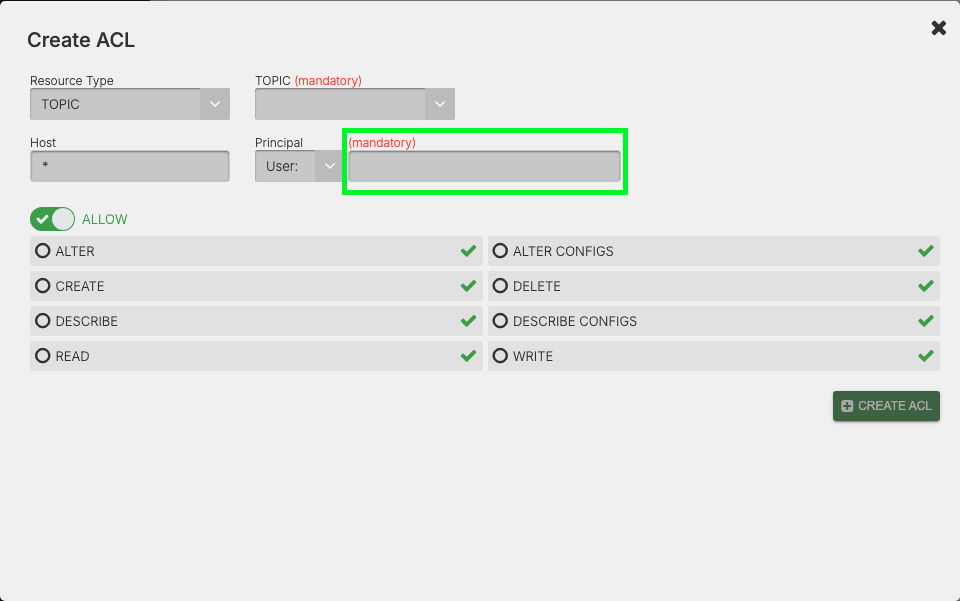 Create ACL
Resource Type
TOPIC (mandatory)
TOPIC
Host
Principal
(mandatory)
*
User:
ALLOW
ALTER
ALTER CONFIGS
CREATE
DELETE
DESCRIBE
DESCRIBE CONFIGS
READ
WRITE
CREATE ACL